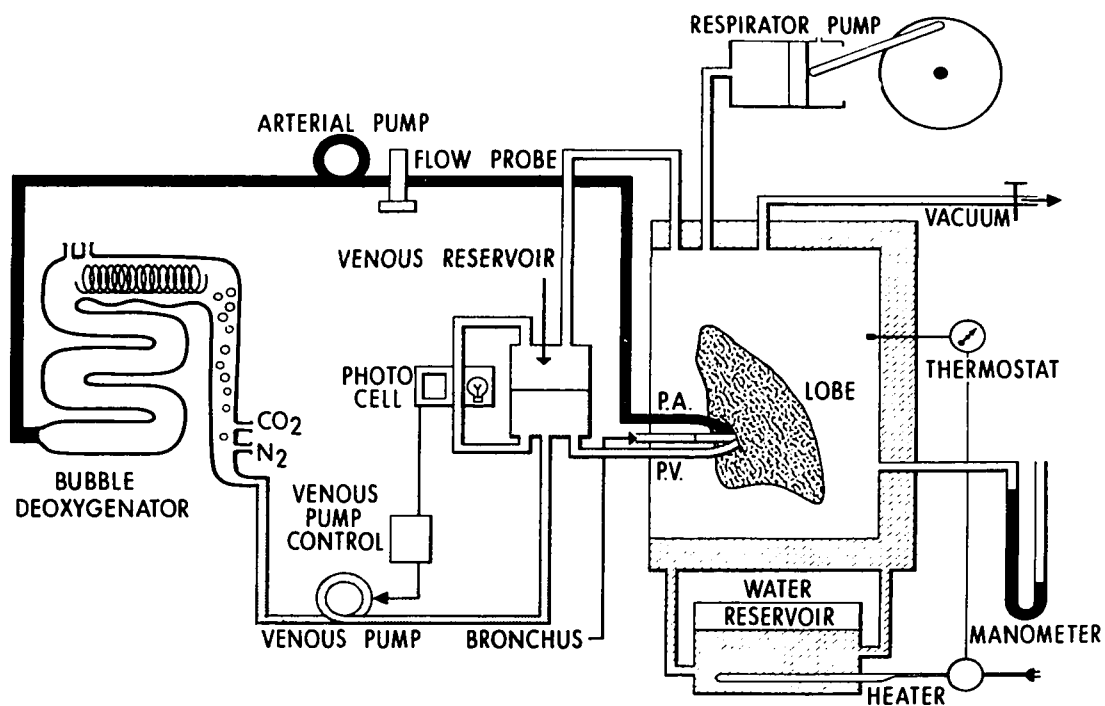 RESPIRATOR PUMP
ARTERIAL PUMP
FLOW PROBE
VACUUM
VENOUS RESERVOIR
THERMOSTAT
PHOTO
CELL
LOBE
P.A.
CO2
N2
P.V.
BUBBLE
DEOXYGENATOR
VENOUS
PUMP
CONTROL
WATER
RESERVOIR
VENOUS PUMP
BRONCHUS
MANOMETER
HEATER